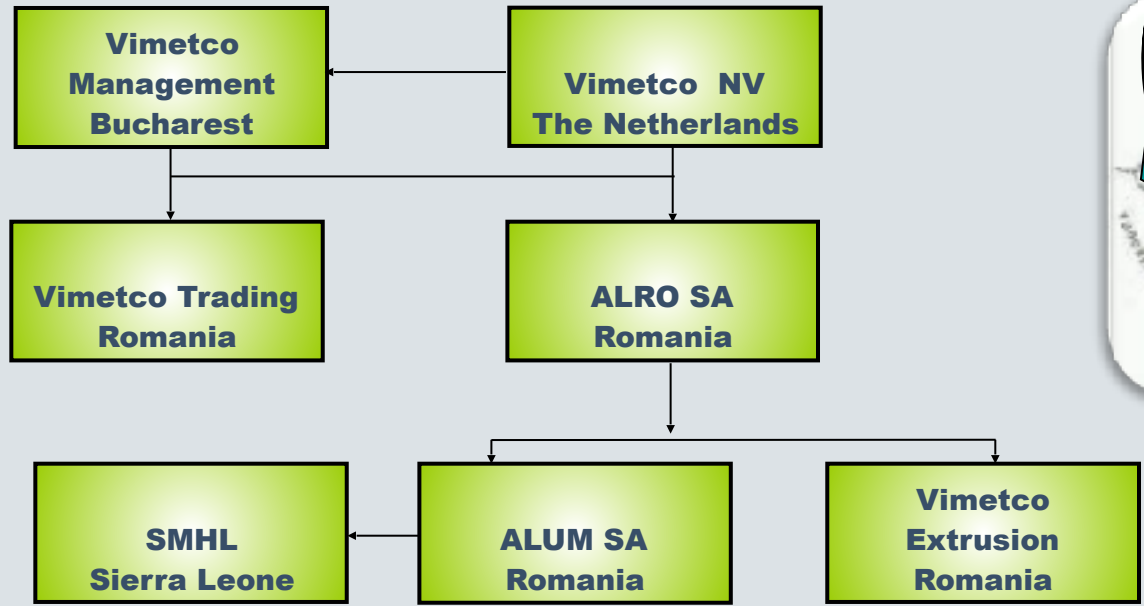 Vimetco
Management
Bucharest
Vimetco NV
The Netherlands
Vimetco Trading
Romania
ALRO SA
Romania
SMHL
Sierra Leone
ALUM SA
Romania
Vimetco
Extrusion
Romania